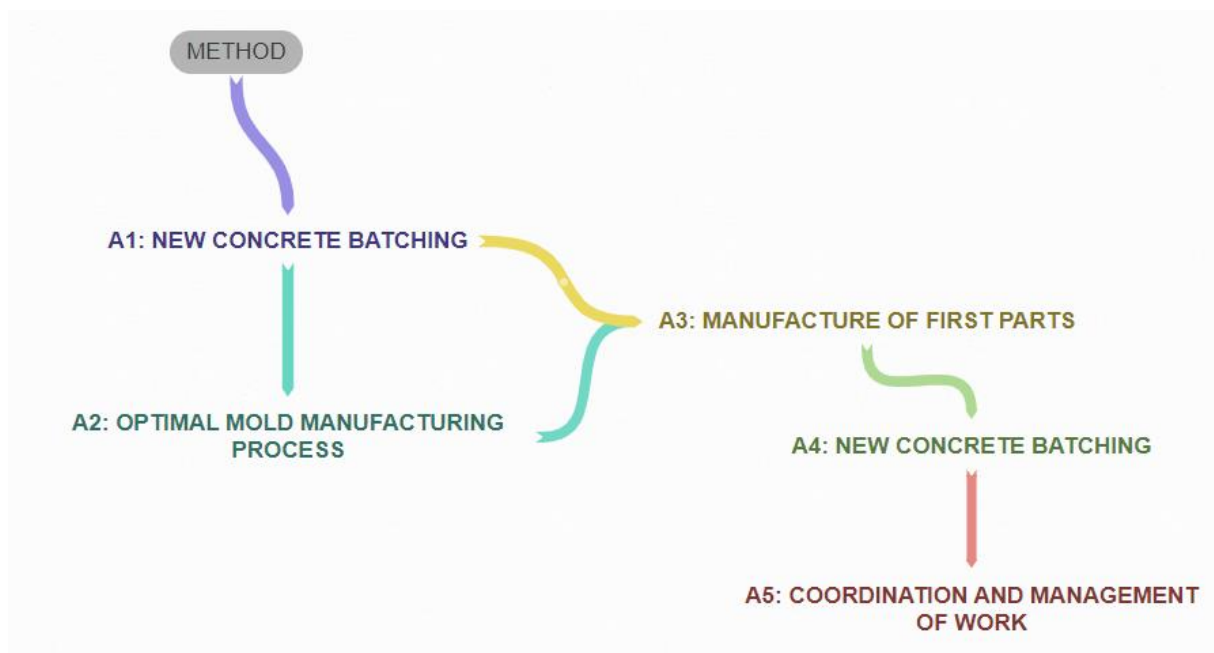 METHOD
A1: NEW CONCRETE BATCHING
A3: MANUFACTURE OF FIRST PARTS
A2: OPTIMAL MOLD MANUFACTURING
PROCESS
A4: NEW CONCRETE BATCHING
A5: COORDINATION AND MANAGEMENT
OF WORK